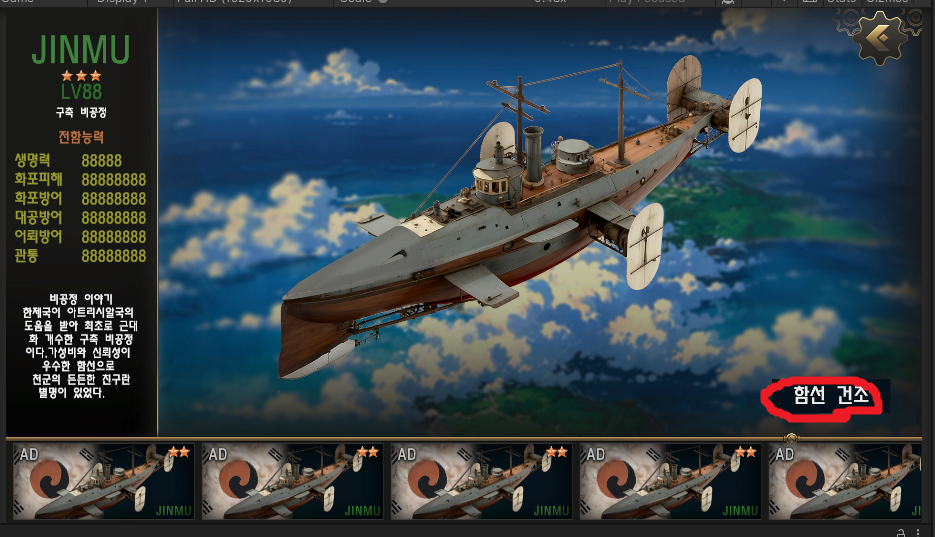 JINMU
LV88
구축 비공정
전함능력
생명력 88888
화포피해 88888888
화포방어 88888888
대공방어 88888888
어뢰방어 88888888
관통 88888888
비공정 이야기
한제국이 아트리시알국의
도움을 받아 최초로 근대
화 개수한 구축 비공정
이다.가성비와 신뢰성이
우수한 함선으로
천군의 든든한 친구란
별명이 있었다.
함선 건조
AD
JINMU
AD
JINMU
AD
JINMU
AD
JINMU
AD
JINMU